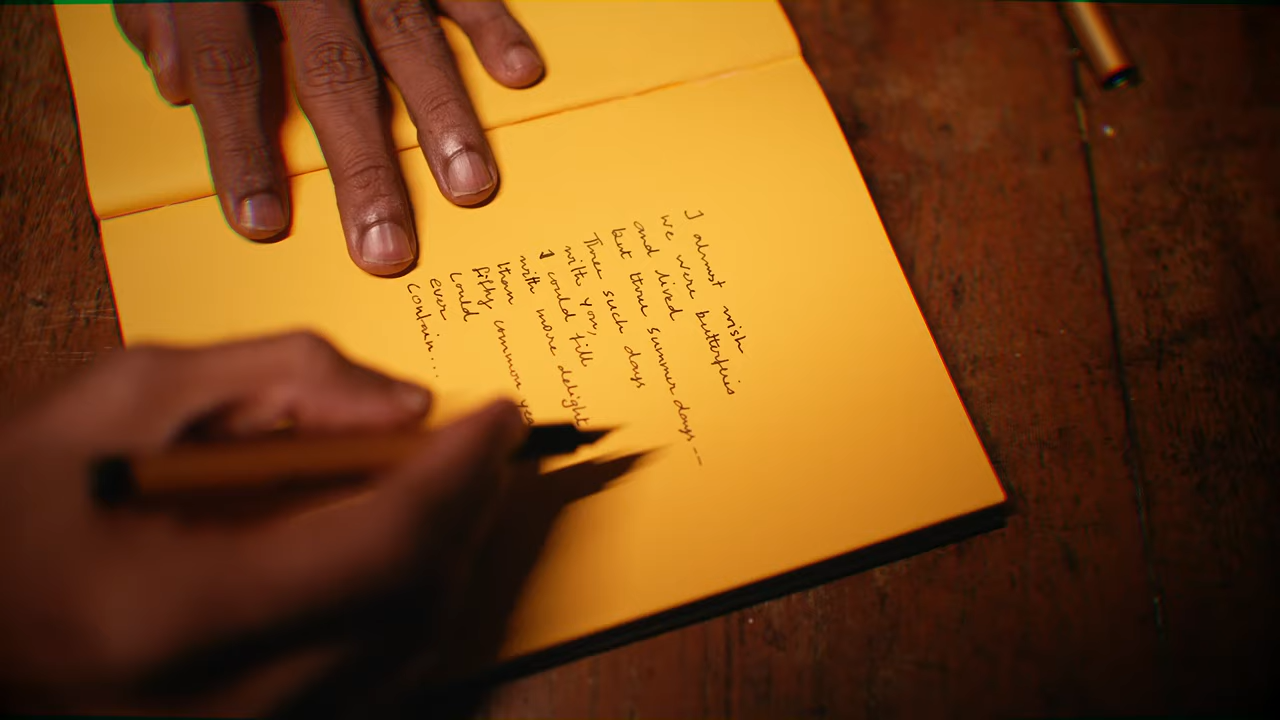 I almost wish
we were butterflies
and lived
but three summer days --
Three such days
with you,
I could fill
with more delight
than
fifty common yea
could
ever
contain...